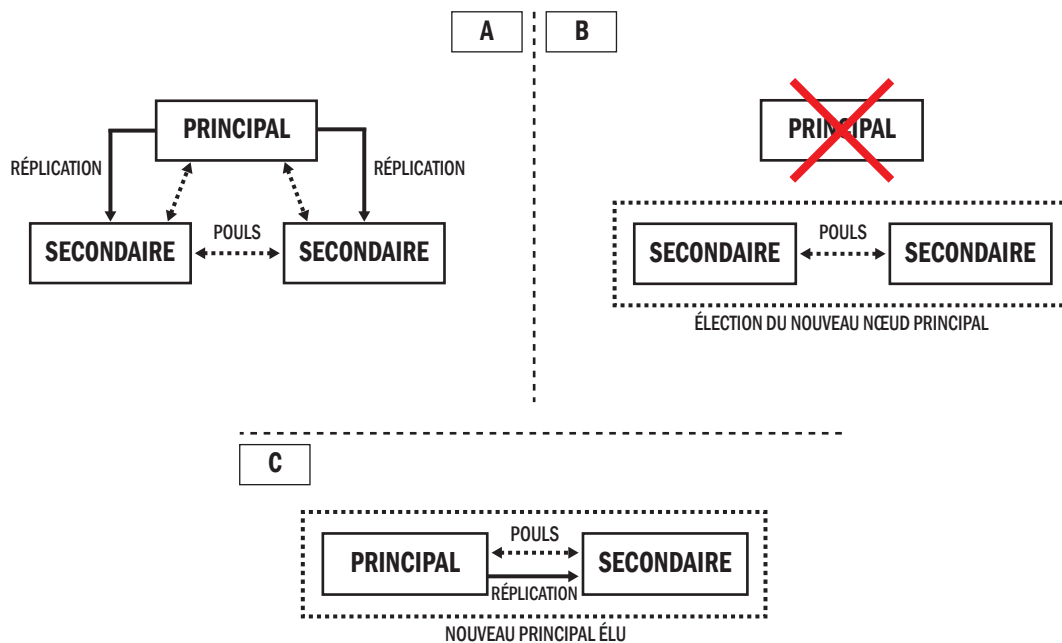 A
B
PRINCIPAL
RÉPLICATION
RÉPLICATION
SECONDAIRE
POULS
SECONDAIRE
PRINCIPAL
SECONDAIRE
POULS
SECONDAIRE
ÉLECTION DU NOUVEAU NŒUD PRINCIPAL
C
PRINCIPAL
POULS
RÉPLICATION
SECONDAIRE
NOUVEAU PRINCIPAL ÉLU